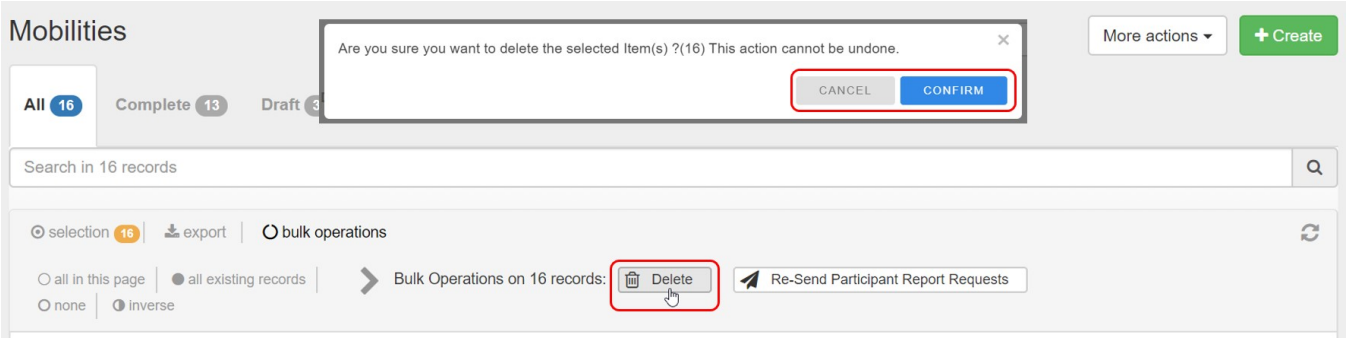 Mobilities
Are you sure you want to delete the selected Item(s) ?(16) This action cannot be undone.
×
CANCEL CONFIRM
More actions
+ Create
All 16 Complete 13 Draft 3
Search in 16 records
selection 16 export bulk operations
all in this page all existing records
none inverse
Bulk Operations on 16 records: Delete Re-Send Participant Report Requests